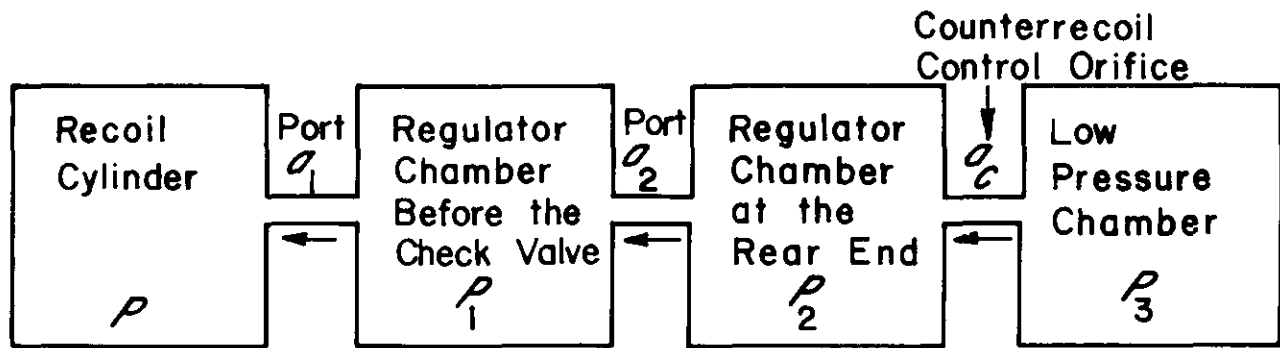 Counterrecoil
Control Orifice
Recoil
Cylinder
P
Port
a1
Regulator
Chamber
Before the
Check Valve
P1
Port
a2
Regulator
Chamber
at the
Rear End
P2
ac
Low
Pressure
Chamber
P3